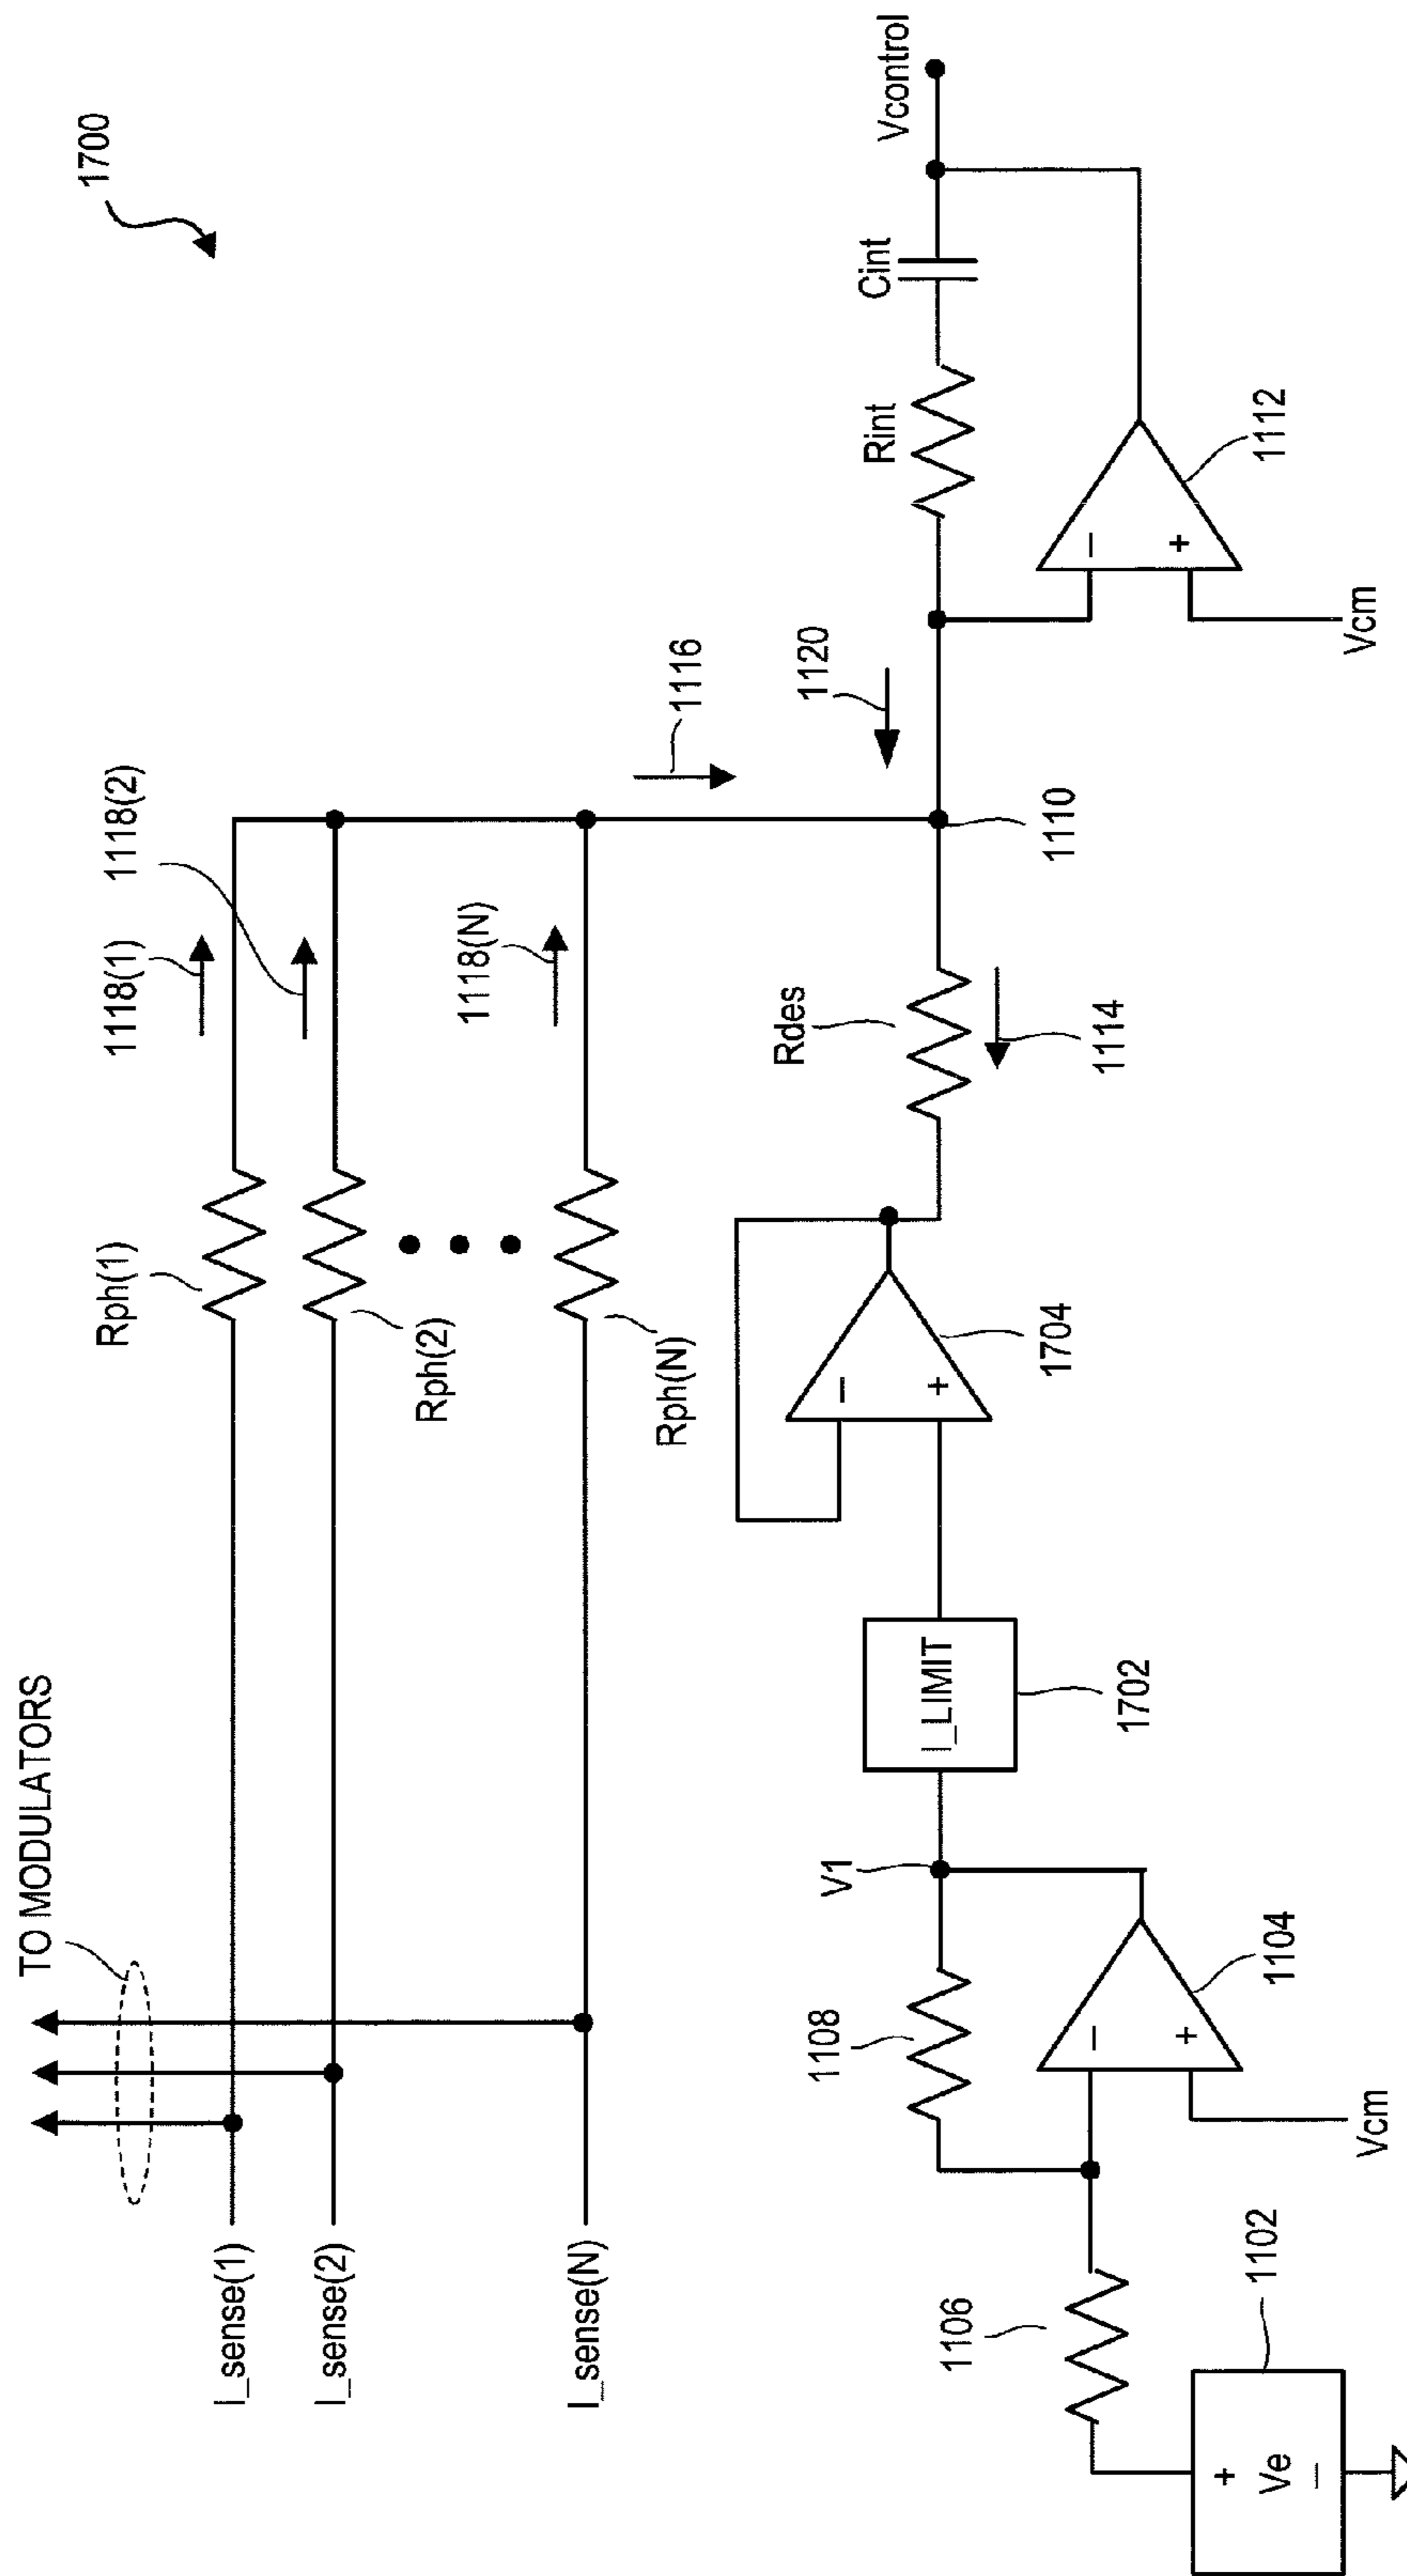 1700
TO MODULATORS
I_sense(1)
I_sense(2)
I_sense(N)
Rph(1)
Rph(2)
Rph(N)
1118(1)
1118(2)
1118(N)
1116
1120
1110
Rdes
1114
Rint
Cint
Vcontrol
−
+
1112
Vcm
−
+
1704
I_LIMIT
1702
V1
1108
−
+
1104
Vcm
1106
1102
+
Ve
−